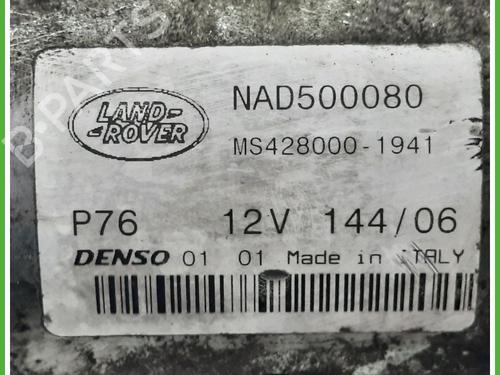 LAND-
-ROVER
NAD500080
MS428000-1941
P76 12V 144/06
DENSO 01 01 Made in ITALY
B-PARTS